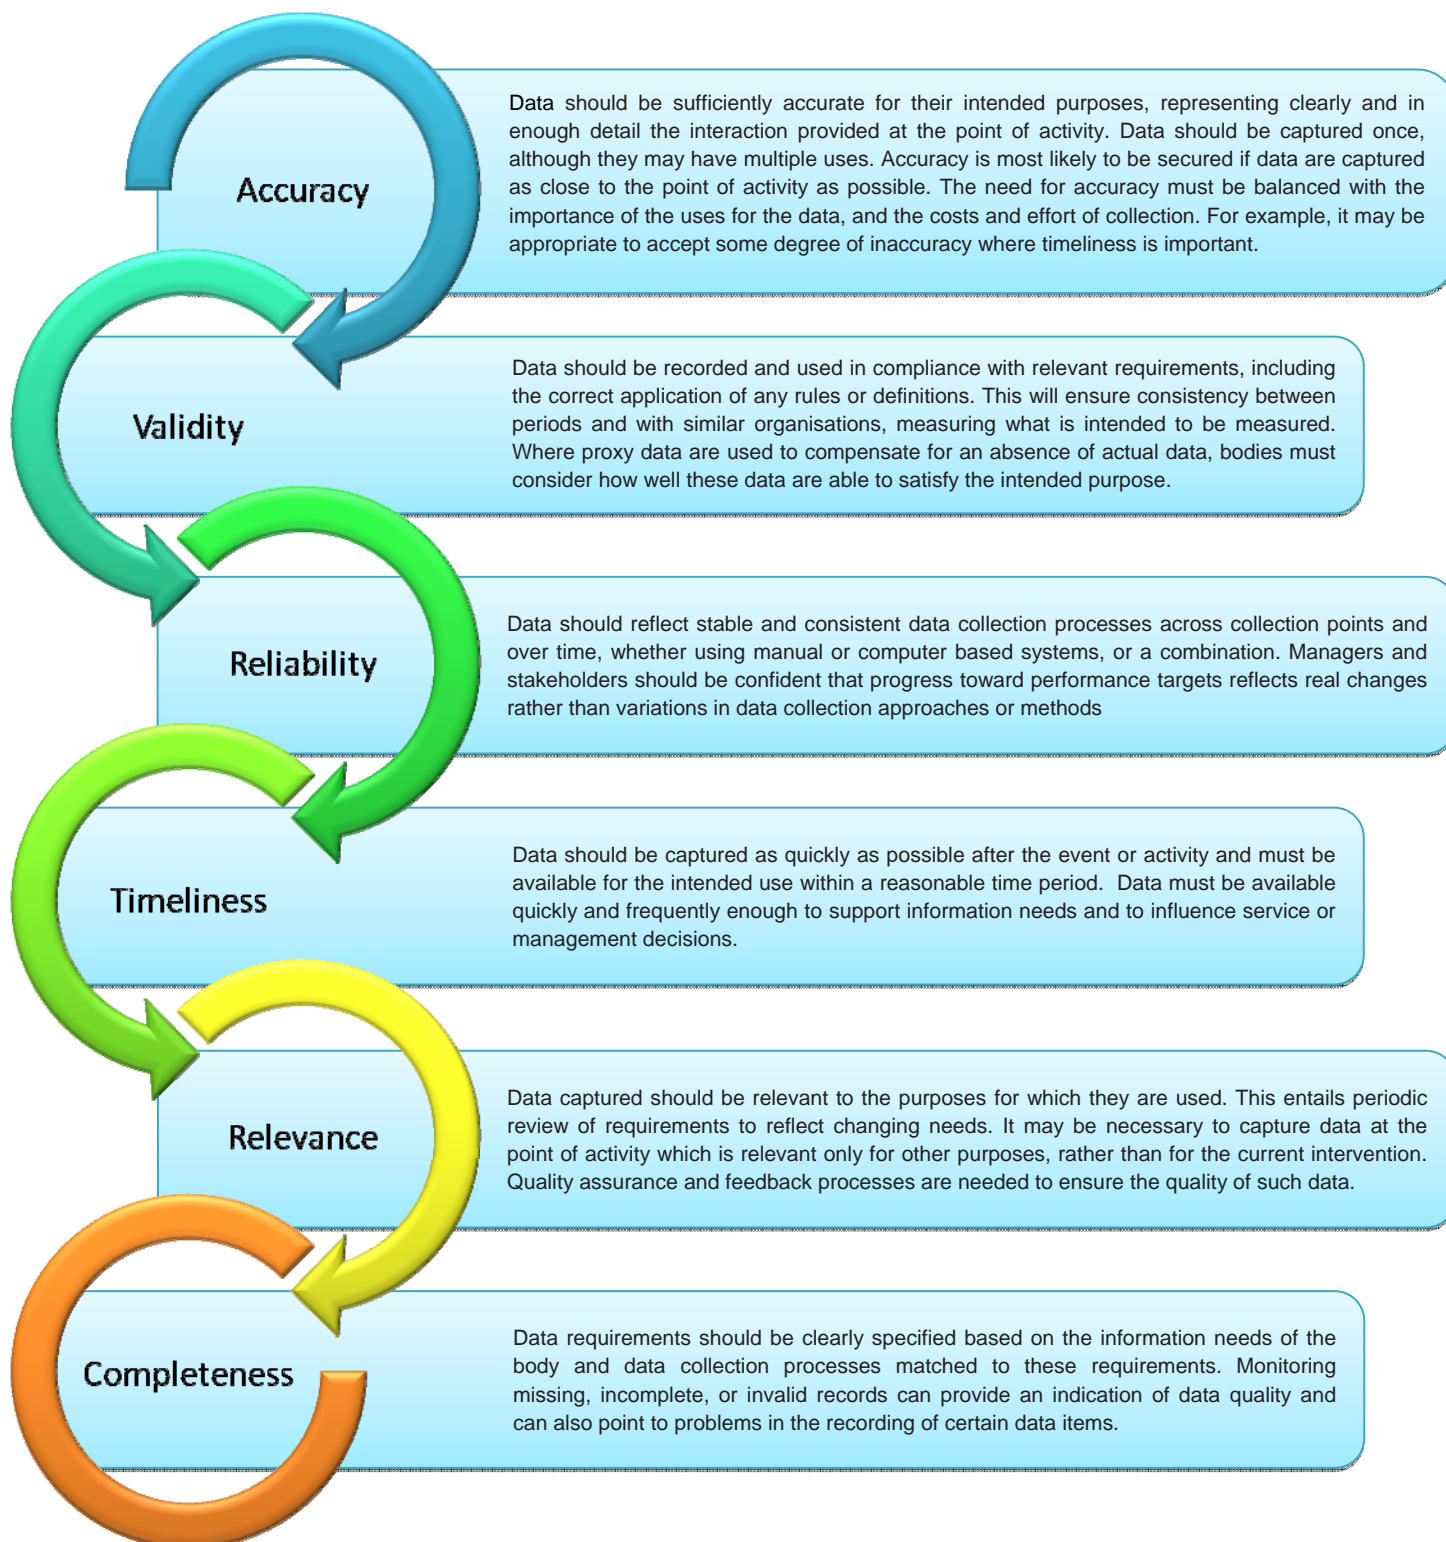 Accuracy
Data should be sufficiently accurate for their intended purposes, representing clearly and in
enough detail the interaction provided at the point of activity. Data should be captured once,
although they may have multiple uses. Accuracy is most likely to be secured if data are captured
as close to the point of activity as possible. The need for accuracy must be balanced with the
importance of the uses for the data, and the costs and effort of collection. For example, it may be
appropriate to accept some degree of inaccuracy where timeliness is important.
Validity
Data should be recorded and used in compliance with relevant requirements, including
the correct application of any rules or definitions. This will ensure consistency between
periods and with similar organisations, measuring what is intended to be measured.
Where proxy data are used to compensate for an absence of actual data, bodies must
consider how well these data are able to satisfy the intended purpose.
Reliability
Data should reflect stable and consistent data collection processes across collection points and
over time, whether using manual or computer based systems, or a combination. Managers and
stakeholders should be confident that progress toward performance targets reflects real changes
rather than variations in data collection approaches or methods
Timeliness
Data should be captured as quickly as possible after the event or activity and must be
available for the intended use within a reasonable time period. Data must be available
quickly and frequently enough to support information needs and to influence service or
management decisions.
Relevance
Data captured should be relevant to the purposes for which they are used. This entails periodic
review of requirements to reflect changing needs. It may be necessary to capture data at the
point of activity which is relevant only for other purposes, rather than for the current intervention.
Quality assurance and feedback processes are needed to ensure the quality of such data.
Completeness
Data requirements should be clearly specified based on the information needs of the
body and data collection processes matched to these requirements. Monitoring
missing, incomplete, or invalid records can provide an indication of data quality and
can also point to problems in the recording of certain data items.